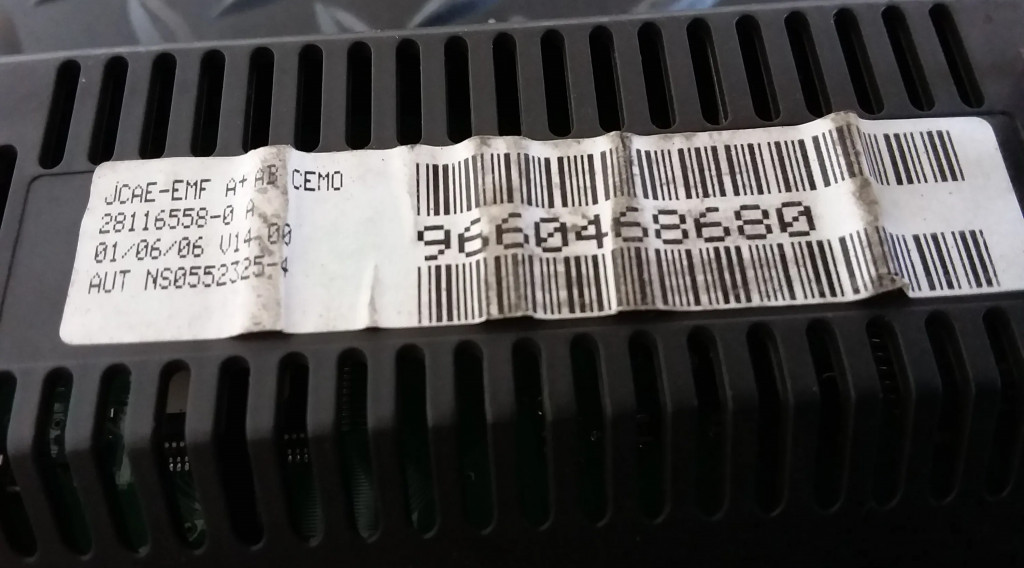 JCAE-EMF A+AB CEMO
28116558-0 A
01/06/06 V14.00
AUT NS0552325-4
9660468680